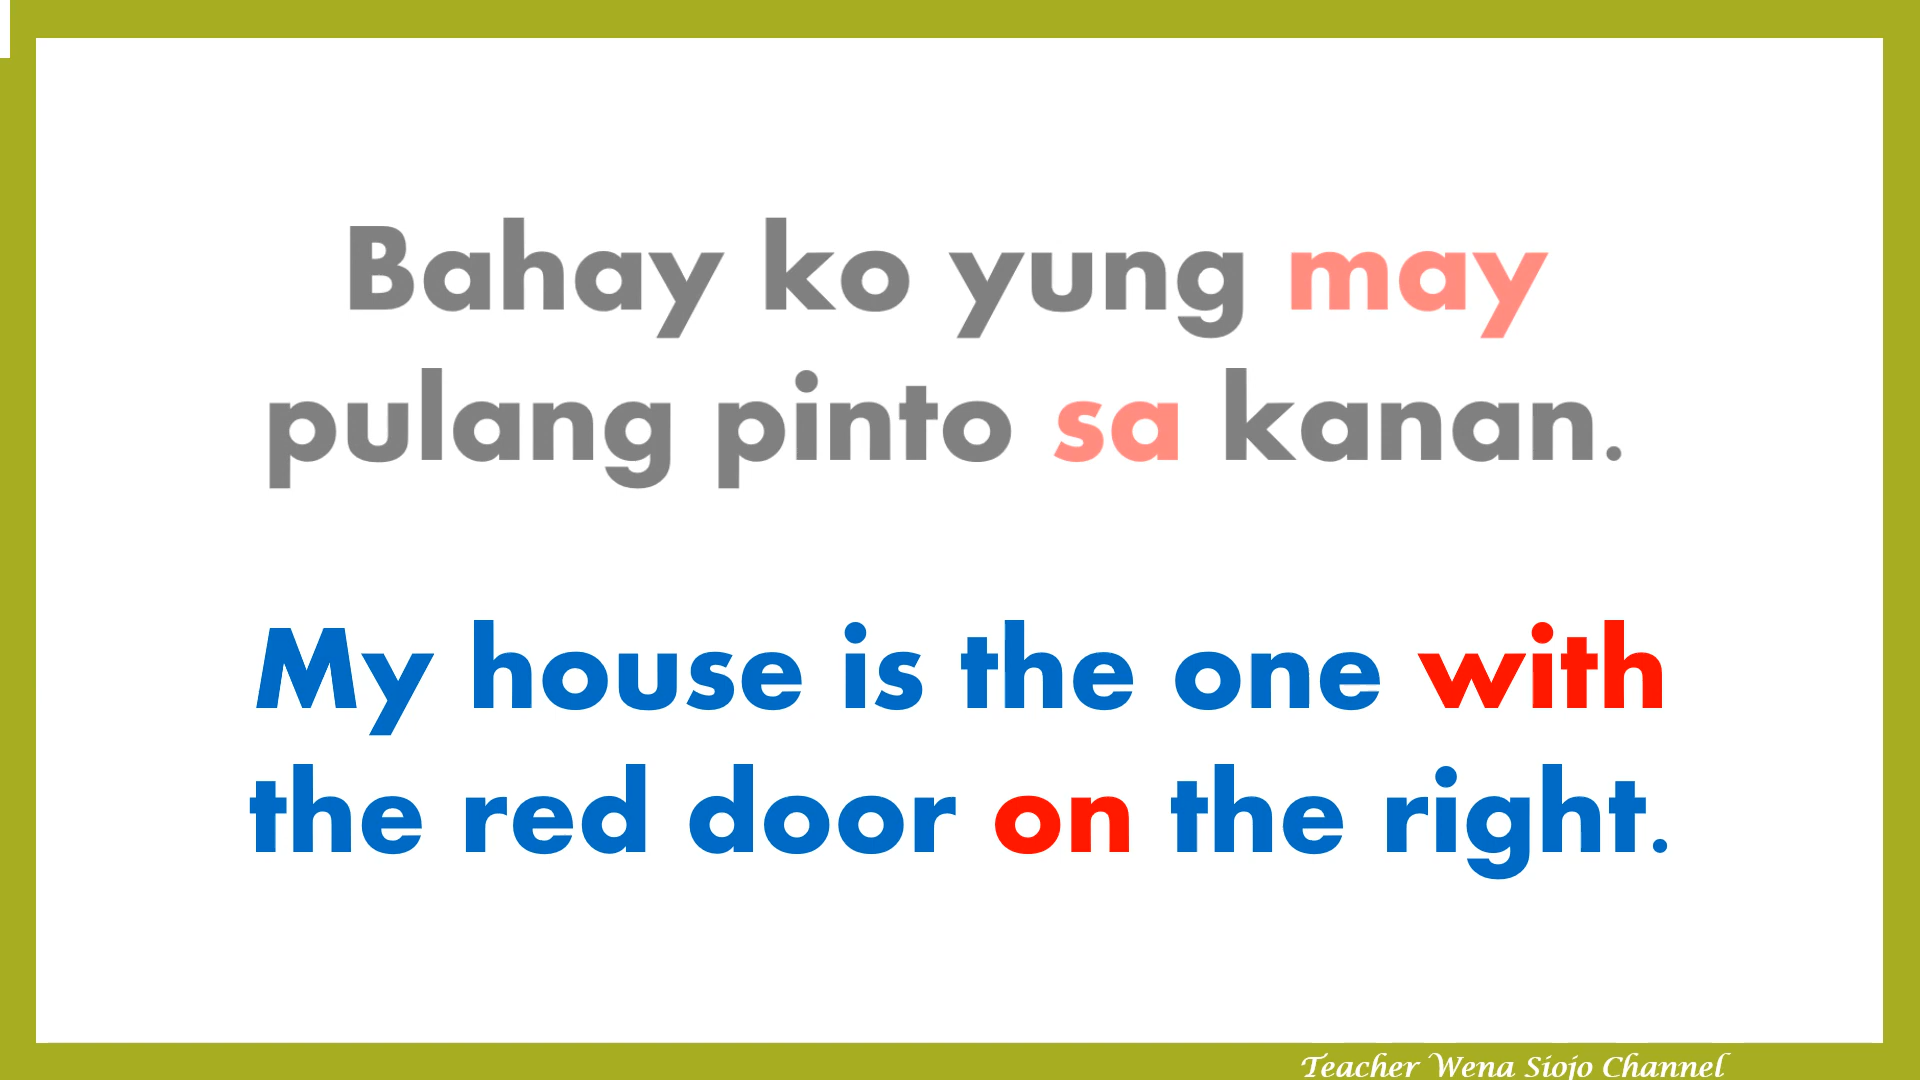 Bahay ko yung may
pulang pinto sa kanan.
My house is the one with
the red door on the right.
Teacher Wena Siojo Channel